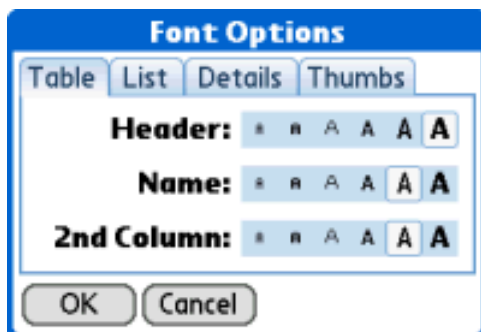 Font Options
Table List Details Thumbs
Header: A A A A A A
Name: A A A A A A
2nd Column: A A A A A A
OK Cancel